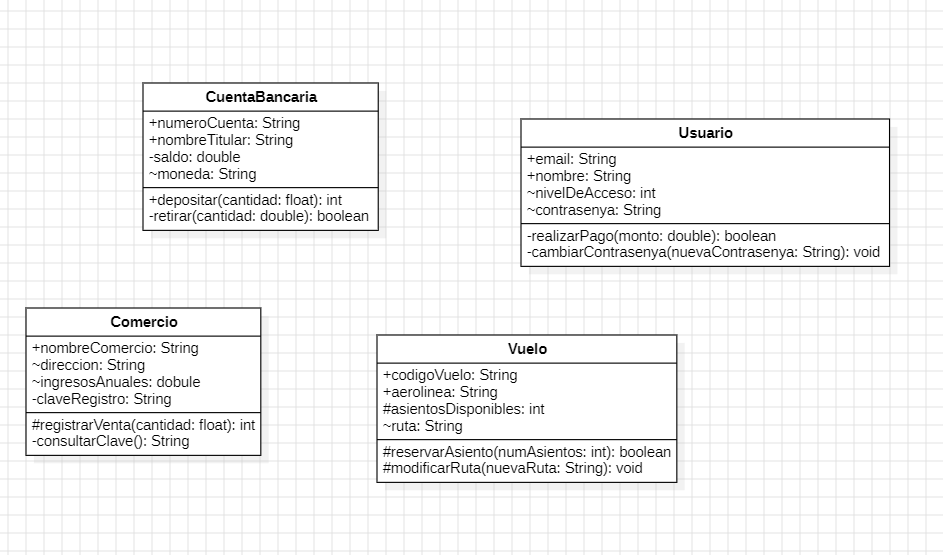 CuentaBancaria
+numeroCuenta: String
+nombreTitular: String
-saldo: double
~moneda: String
+depositar(cantidad: float): int
-retirar(cantidad: double): boolean
Usuario
+email: String
+nombre: String
~nivelDeAcceso: int
~contrasenya: String
-realizarPago(monto: double): boolean
-cambiarContrasenya(nuevaContrasenya: String): void
Comercio
+nombreComercio: String
~direccion: String
~ingresosAnuales: dobule
-claveRegistro: String
#registrarVenta(cantidad: float): int
-consultarClave(): String
Vuelo
+codigoVuelo: String
+aerolinea: String
#asientosDisponibles: int
~ruta: String
#reservarAsiento(numAsientos: int): boolean
#modificarRuta(nuevaRuta: String): void